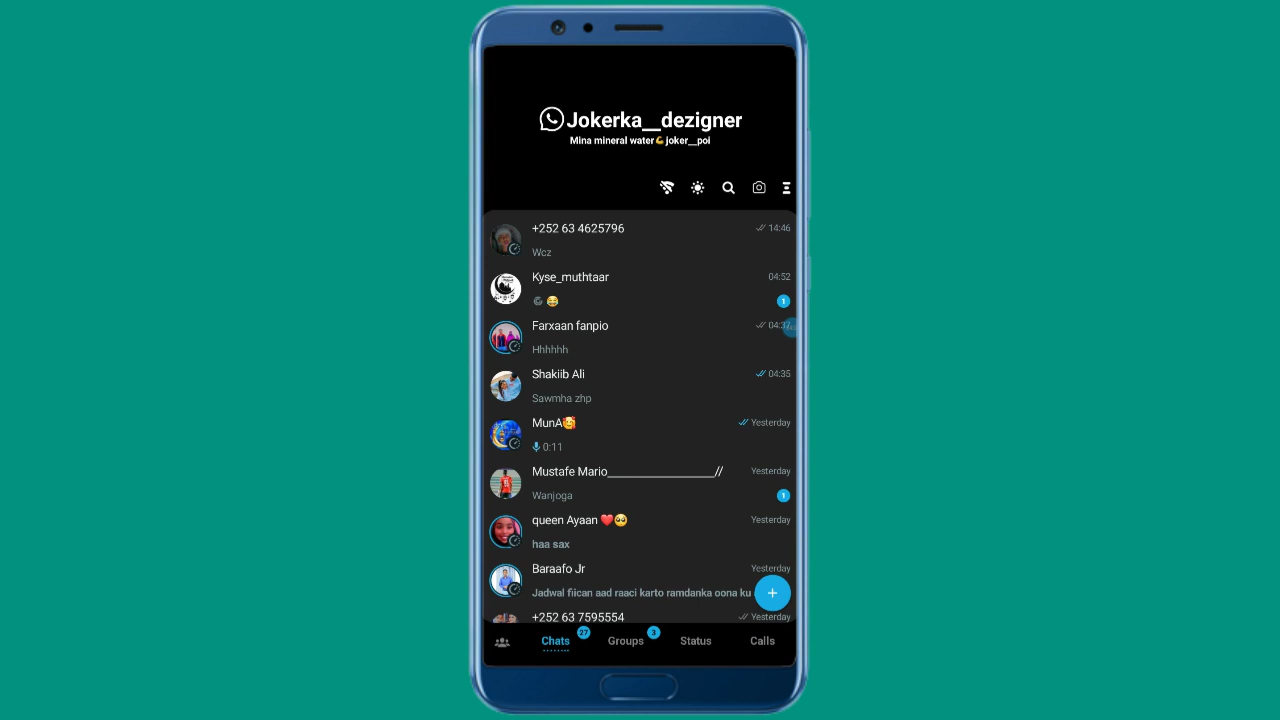 Jokerka__dezigner
Mina mineral water💪joker__poi
+252 63 4625796
14:46
Wcz
Kyse_muthtaar
04:52
😂
1
Farxaan fanpio
04:37
Hhhhhh
Shakiib Ali
04:35
Sawmha zhp
MunA🥰
Yesterday
0:11
Mustafe Mario__________________//
Yesterday
Wanjoga
1
queen Ayaan ❤️🥺
Yesterday
haa sax
Baraafo Jr
Yesterday
Jadwal fiican aad raaci karto ramdanka oona ku
+252 63 7595554
Yesterday
Chats
27
Groups
3
Status
Calls